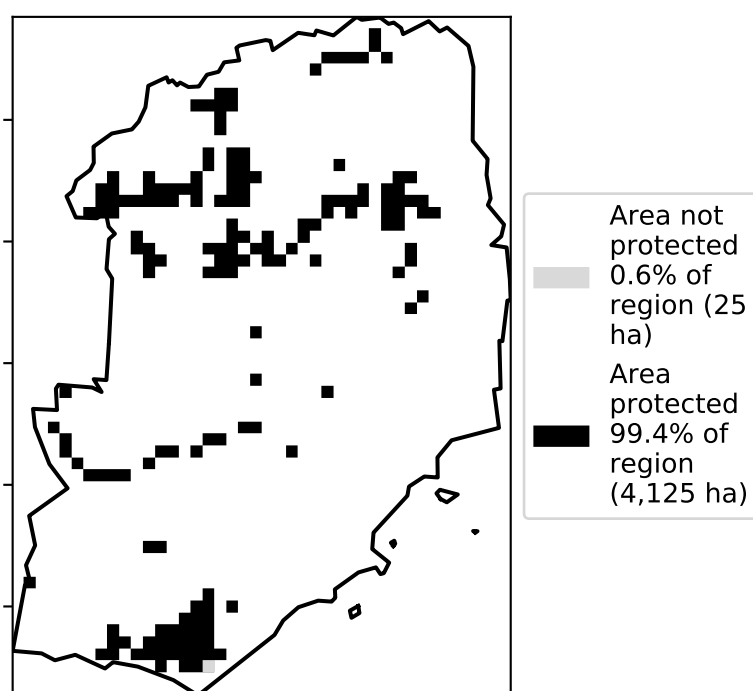 Area not
protected
0.6% of
region (25
ha)
Area
protected
99.4% of
region
(4,125 ha)